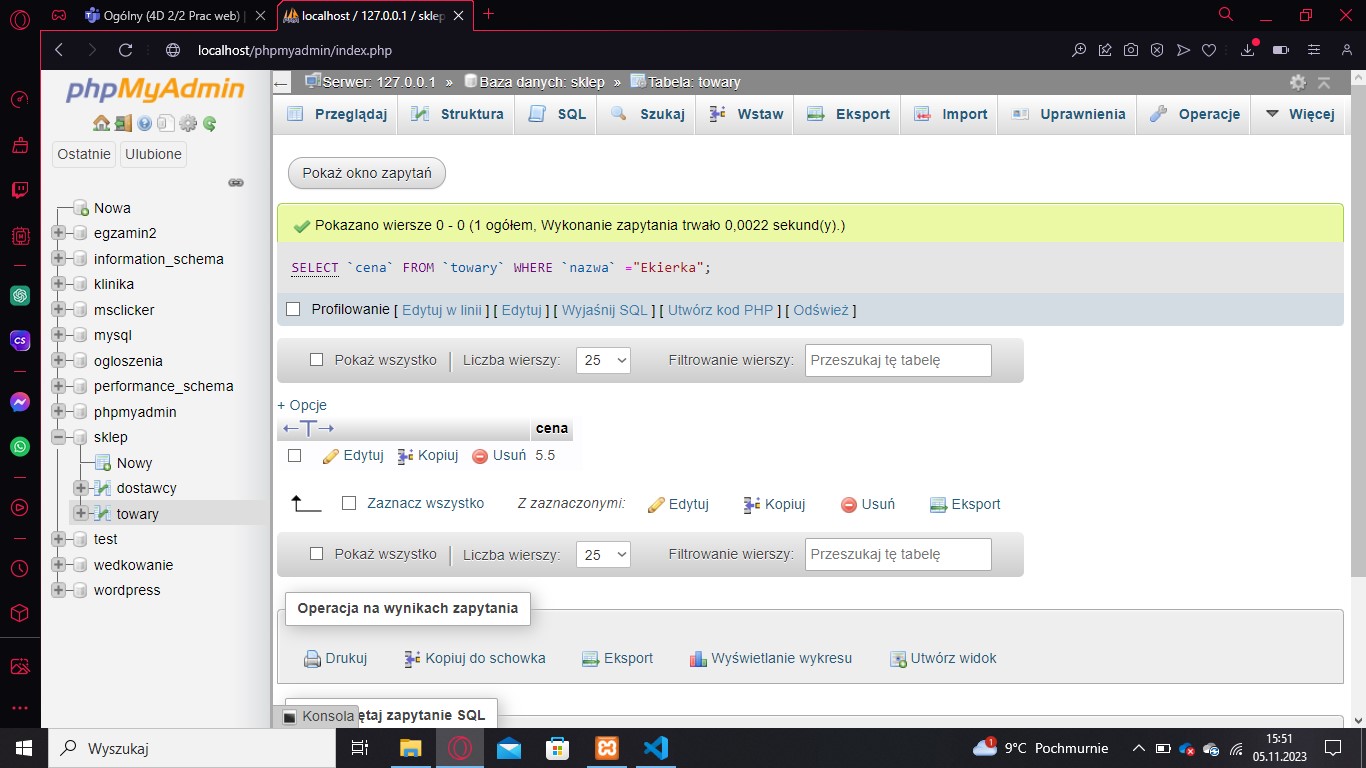 Ogólny (4D 2/2 Prac web) |
localhost / 127.0.0.1 / sklep
localhost/phpmyadmin/index.php
phpMyAdmin
Ostatnie Ulubione
Nowa
egzamin2
information_schema
klinika
msclicker
mysql
ogloszenia
performance_schema
phpmyadmin
sklep
Nowy
dostawcy
towary
test
wedkowanie
wordpress
Serwer: 127.0.0.1 » Baza danych: sklep » Tabela: towary
Przeglądaj Struktura SQL Szukaj Wstaw Eksport Import Uprawnienia Operacje Więcej
Pokaż okno zapytań
Pokazano wiersze 0 - 0 (1 ogółem, Wykonanie zapytania trwało 0,0022 sekund(y).)
SELECT `cena` FROM `towary` WHERE `nazwa` ="Ekierka";
Profilowanie [ Edytuj w linii ] [ Edytuj ] [ Wyjaśnij SQL ] [ Utwórz kod PHP ] [ Odśwież ]
Pokaż wszystko | Liczba wierszy: 25 Filtrowanie wierszy: Przeszukaj tę tabelę
+ Opcje
←T→ cena
Edytuj Kopiuj Usuń 5.5
Zaznacz wszystko Z zaznaczonymi: Edytuj Kopiuj Usuń Eksport
Pokaż wszystko | Liczba wierszy: 25 Filtrowanie wierszy: Przeszukaj tę tabelę
Operacja na wynikach zapytania
Drukuj Kopiuj do schowka Eksport Wyświetlanie wykresu Utwórz widok
Konsola ętaj zapytanie SQL
Wyszukaj
1
9°C Pochmurnie
15:51
05.11.2023